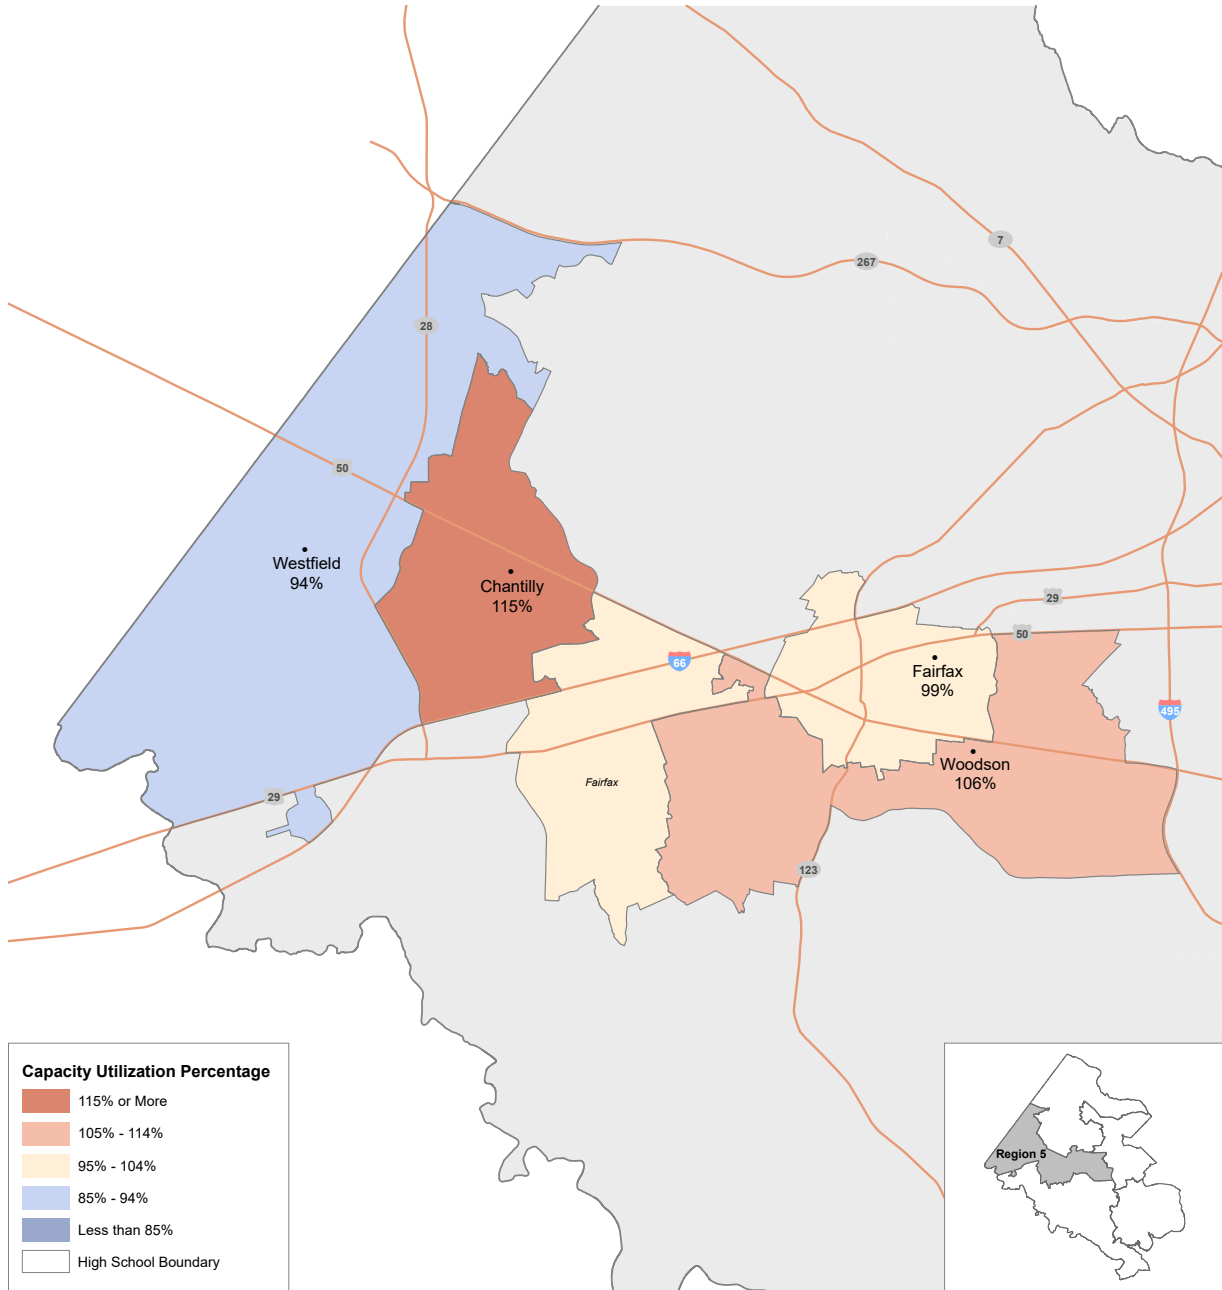 7
267
28
50
Westfield
94%
Chantilly
115%
29
50
66
Fairfax
99%
495
Woodson
106%
Fairfax
29
123
Capacity Utilization Percentage
115% or More
105% - 114%
95% - 104%
85% - 94%
Less than 85%
High School Boundary
Region 5